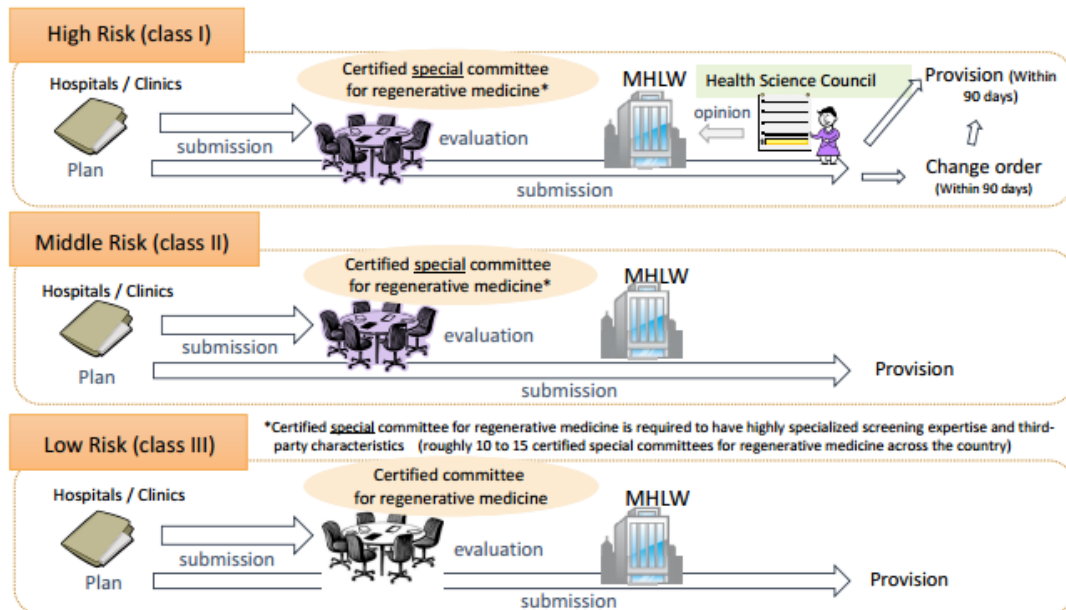 High Risk (class I)
Hospitals / Clinics
Plan
submission
Certified special committee
for regenerative medicine*
evaluation
MHLW
opinion
Health Science Council
submission
Provision (Within
90 days)
Change order
(Within 90 days)
Middle Risk (class II)
Hospitals / Clinics
Plan
submission
Certified special committee
for regenerative medicine*
evaluation
MHLW
submission
Provision
Low Risk (class III)
*Certified special committee for regenerative medicine is required to have highly specialized screening expertise and third-
party characteristics (roughly 10 to 15 certified special committees for regenerative medicine across the country)
Hospitals / Clinics
Plan
submission
Certified committee
for regenerative medicine
evaluation
MHLW
submission
Provision